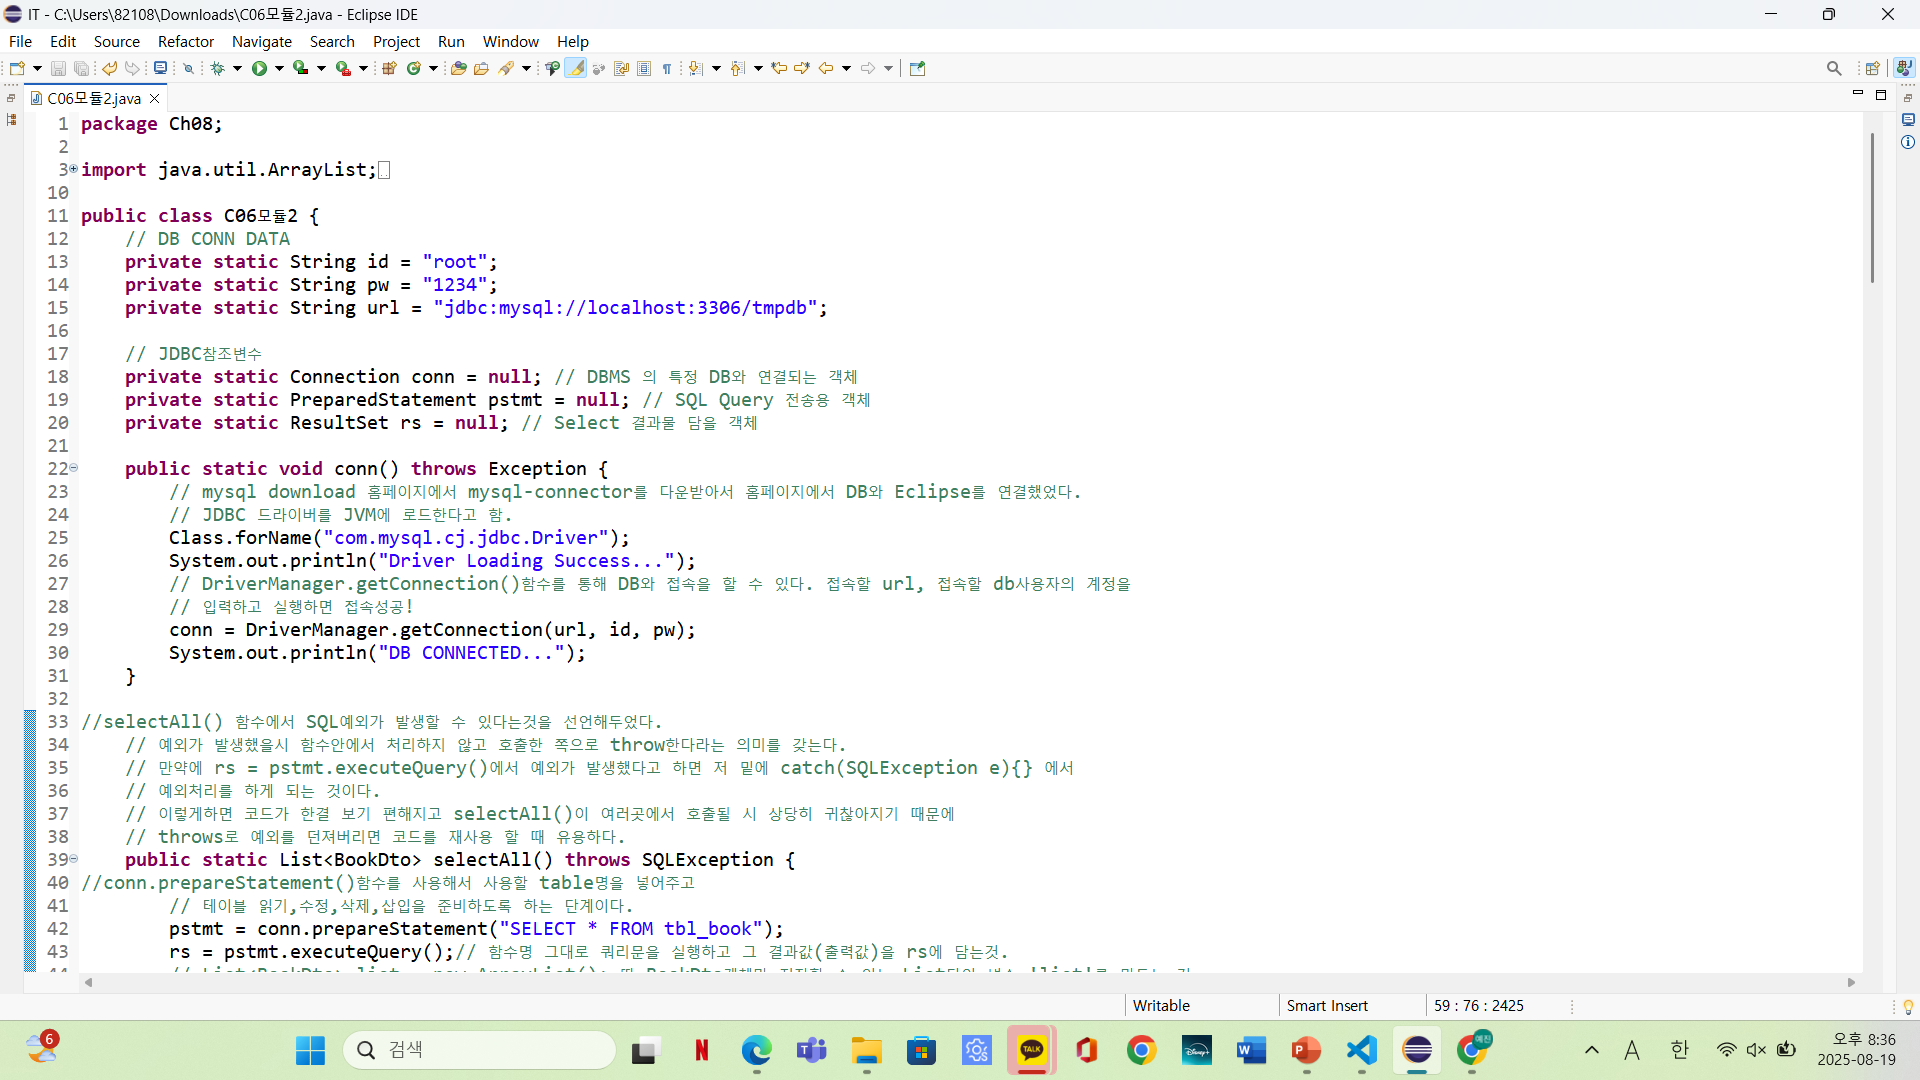 IT - C:\Users\82108\Downloads\C06모듈2.java - Eclipse IDE
File Edit Source Refactor Navigate Search Project Run Window Help
C06모듈2.java
1 package Ch08;
2
3 import java.util.ArrayList;
10
11 public class C06모듈2 {
12 // DB CONN DATA
13 private static String id = "root";
14 private static String pw = "1234";
15 private static String url = "jdbc:mysql://localhost:3306/tmpdb";
16
17 // JDBC참조변수
18 private static Connection conn = null; // DBMS 의 특정 DB와 연결되는 객체
19 private static PreparedStatement pstmt = null; // SQL Query 전송용 객체
20 private static ResultSet rs = null; // Select 결과물 담을 객체
21
22 public static void conn() throws Exception {
23 // mysql download 홈페이지에서 mysql-connector를 다운받아서 홈페이지에서 DB와 Eclipse를 연결했었다.
24 // JDBC 드라이버를 JVM에 로드한다고 함.
25 Class.forName("com.mysql.cj.jdbc.Driver");
26 System.out.println("Driver Loading Success...");
27 // DriverManager.getConnection()함수를 통해 DB와 접속을 할 수 있다. 접속할 url, 접속할 db사용자의 계정을
28 // 입력하고 실행하면 접속성공!
29 conn = DriverManager.getConnection(url, id, pw);
30 System.out.println("DB CONNECTED...");
31 }
32
33 //selectAll() 함수에서 SQL예외가 발생할 수 있다는것을 선언해두었다.
34 // 예외가 발생했을시 함수안에서 처리하지 않고 호출한 쪽으로 throw한다라는 의미를 갖는다.
35 // 만약에 rs = pstmt.executeQuery()에서 예외가 발생했다고 하면 저 밑에 catch(SQLException e){} 에서
36 // 예외처리를 하게 되는 것이다.
37 // 이렇게하면 코드가 한결 보기 편해지고 selectAll()이 여러곳에서 호출될 시 상당히 귀찮아지기 때문에
38 // throws로 예외를 던져버리면 코드를 재사용 할 때 유용하다.
39 public static List<BookDto> selectAll() throws SQLException {
40 //conn.prepareStatement()함수를 사용해서 사용할 table명을 넣어주고
41 // 테이블 읽기,수정,삭제,삽입을 준비하도록 하는 단계이다.
42 pstmt = conn.prepareStatement("SELECT * FROM tbl_book");
43 rs = pstmt.executeQuery();// 함수명 그대로 쿼리문을 실행하고 그 결과값(출력값)을 rs에 담는것.
Writable Smart Insert 59 : 76 : 2425
6
검색
TALK
예진
A 한
오후 8:36
2025-08-19